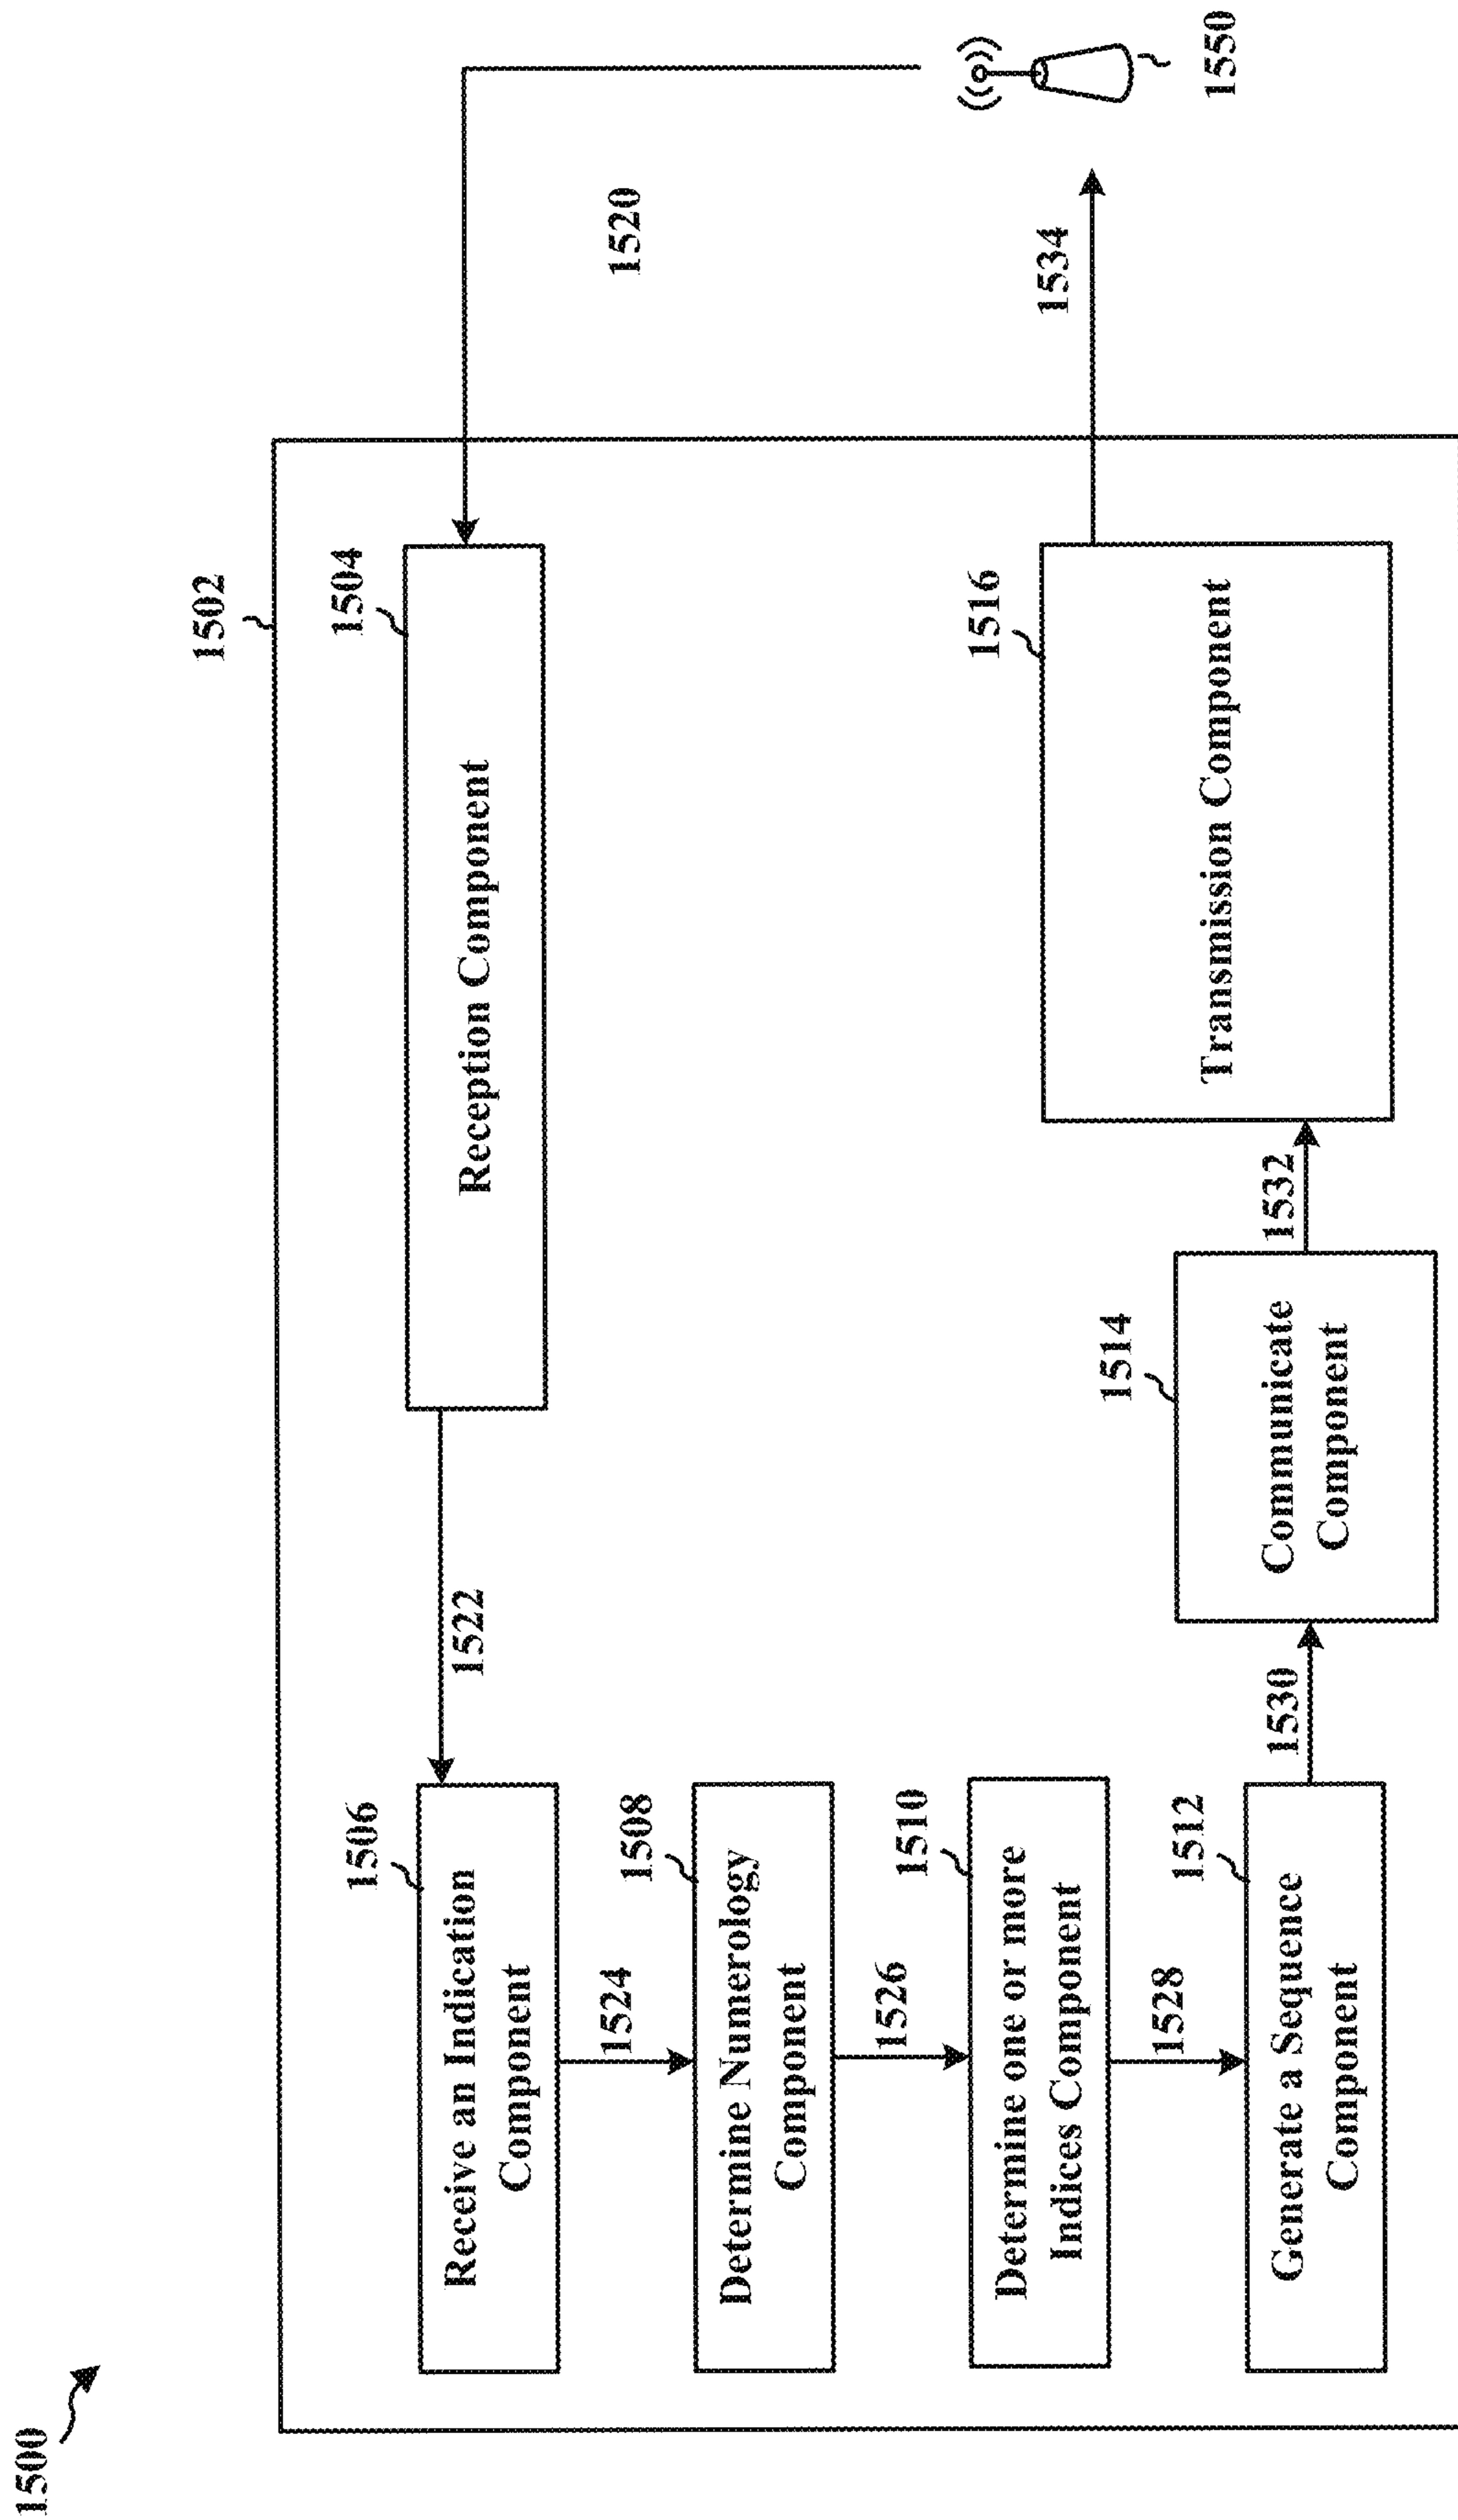 1500
1502
1504
Reception Component
1520
1522
1506
Receive an Indication
Component
1524
1508
Determine Numerology
Component
1526
1510
Determine one or more
Indices Component
1528
1512
Generate a Sequence
Component
1530
1514
Communicate
Component
1532
1516
Transmission Component
1534
1550